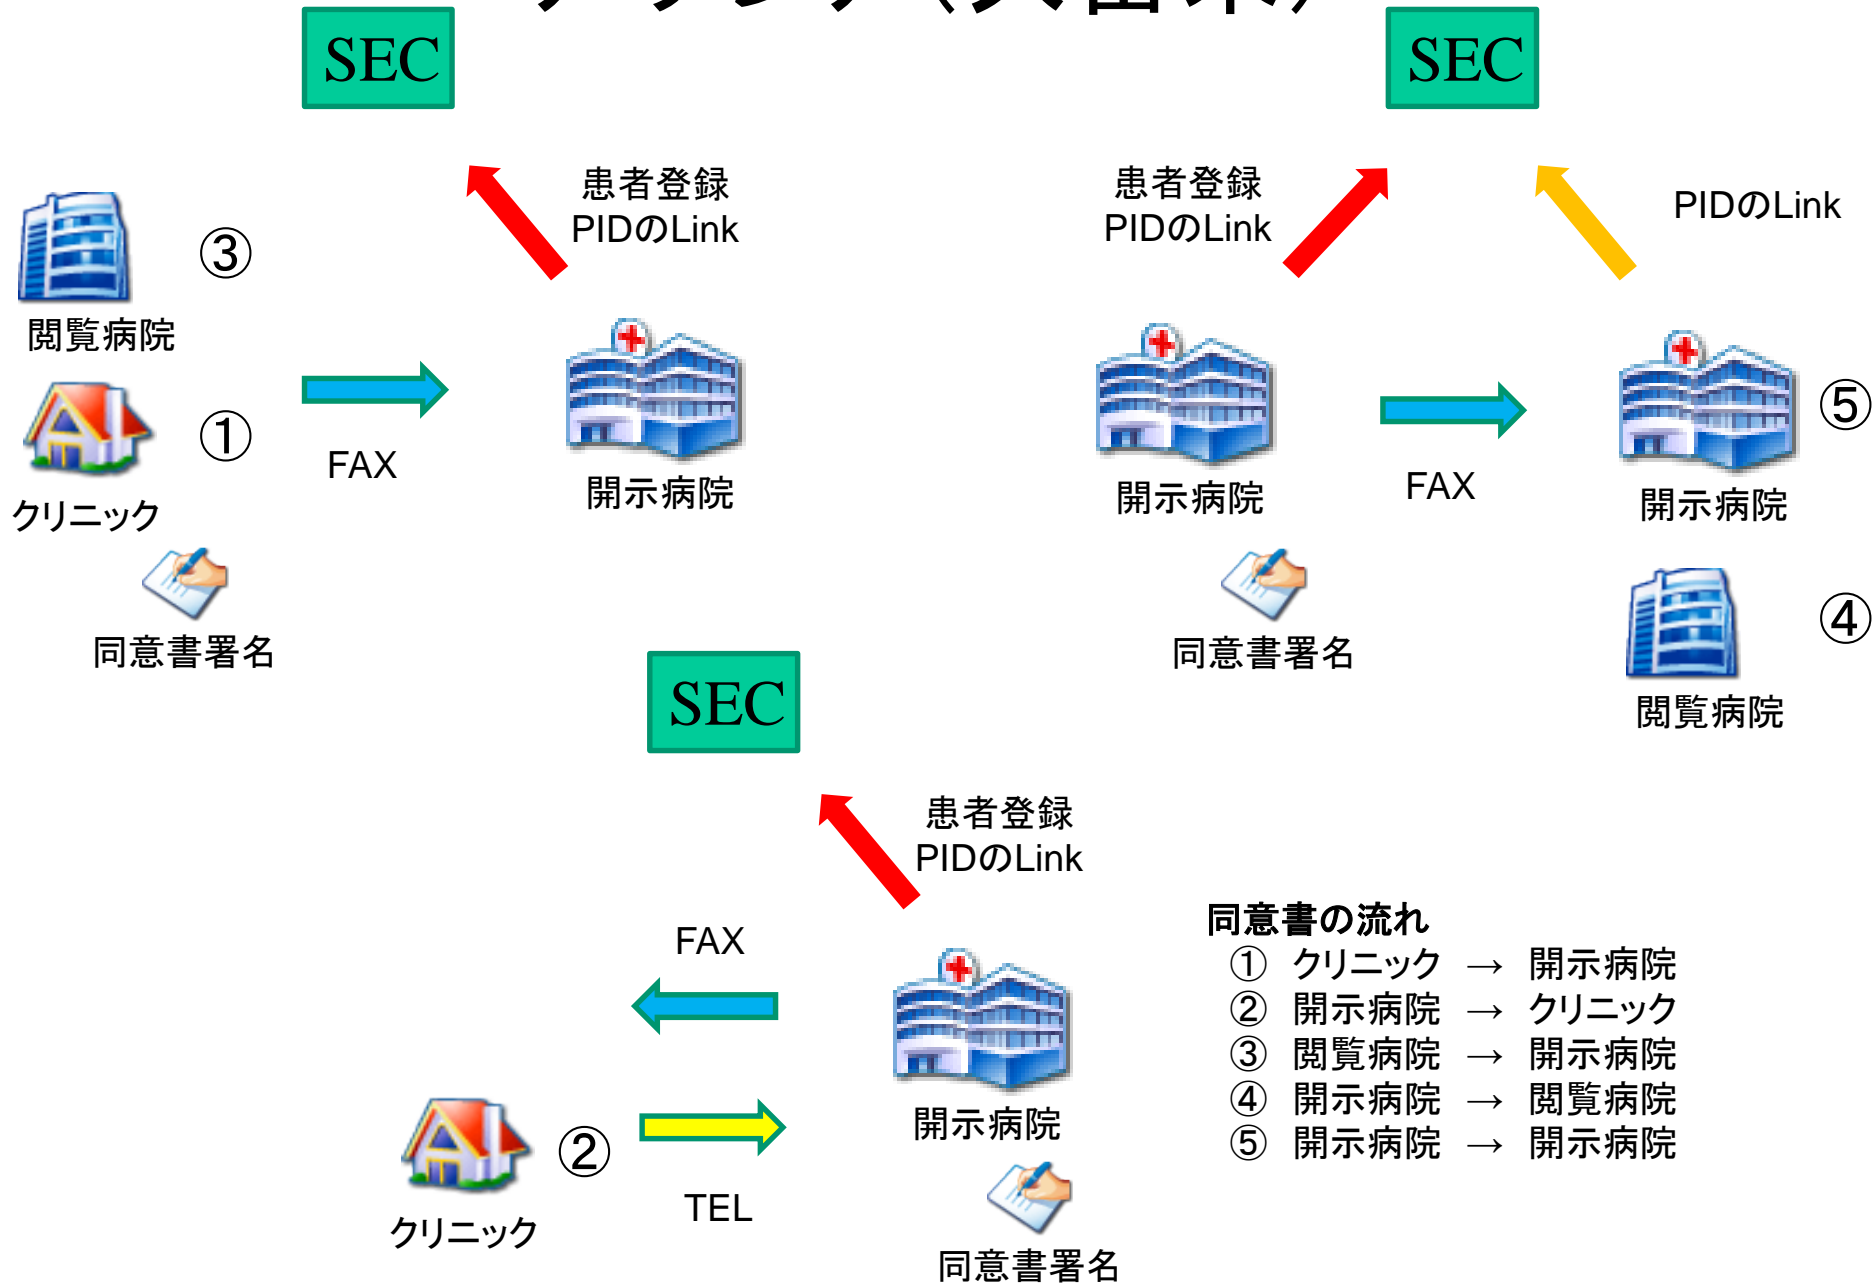 SEC
患者登録
PIDのLink
③
閲覧病院
①
クリニック
FAX
開示病院
同意書署名
SEC
患者登録
PIDのLink
PIDのLink
開示病院
FAX
⑤
開示病院
同意書署名
④
閲覧病院
SEC
患者登録
PIDのLink
FAX
開示病院
②
クリニック
TEL
同意書署名
同意書の流れ
① クリニック → 開示病院
② 開示病院 → クリニック
③ 閲覧病院 → 開示病院
④ 開示病院 → 閲覧病院
⑤ 開示病院 → 開示病院